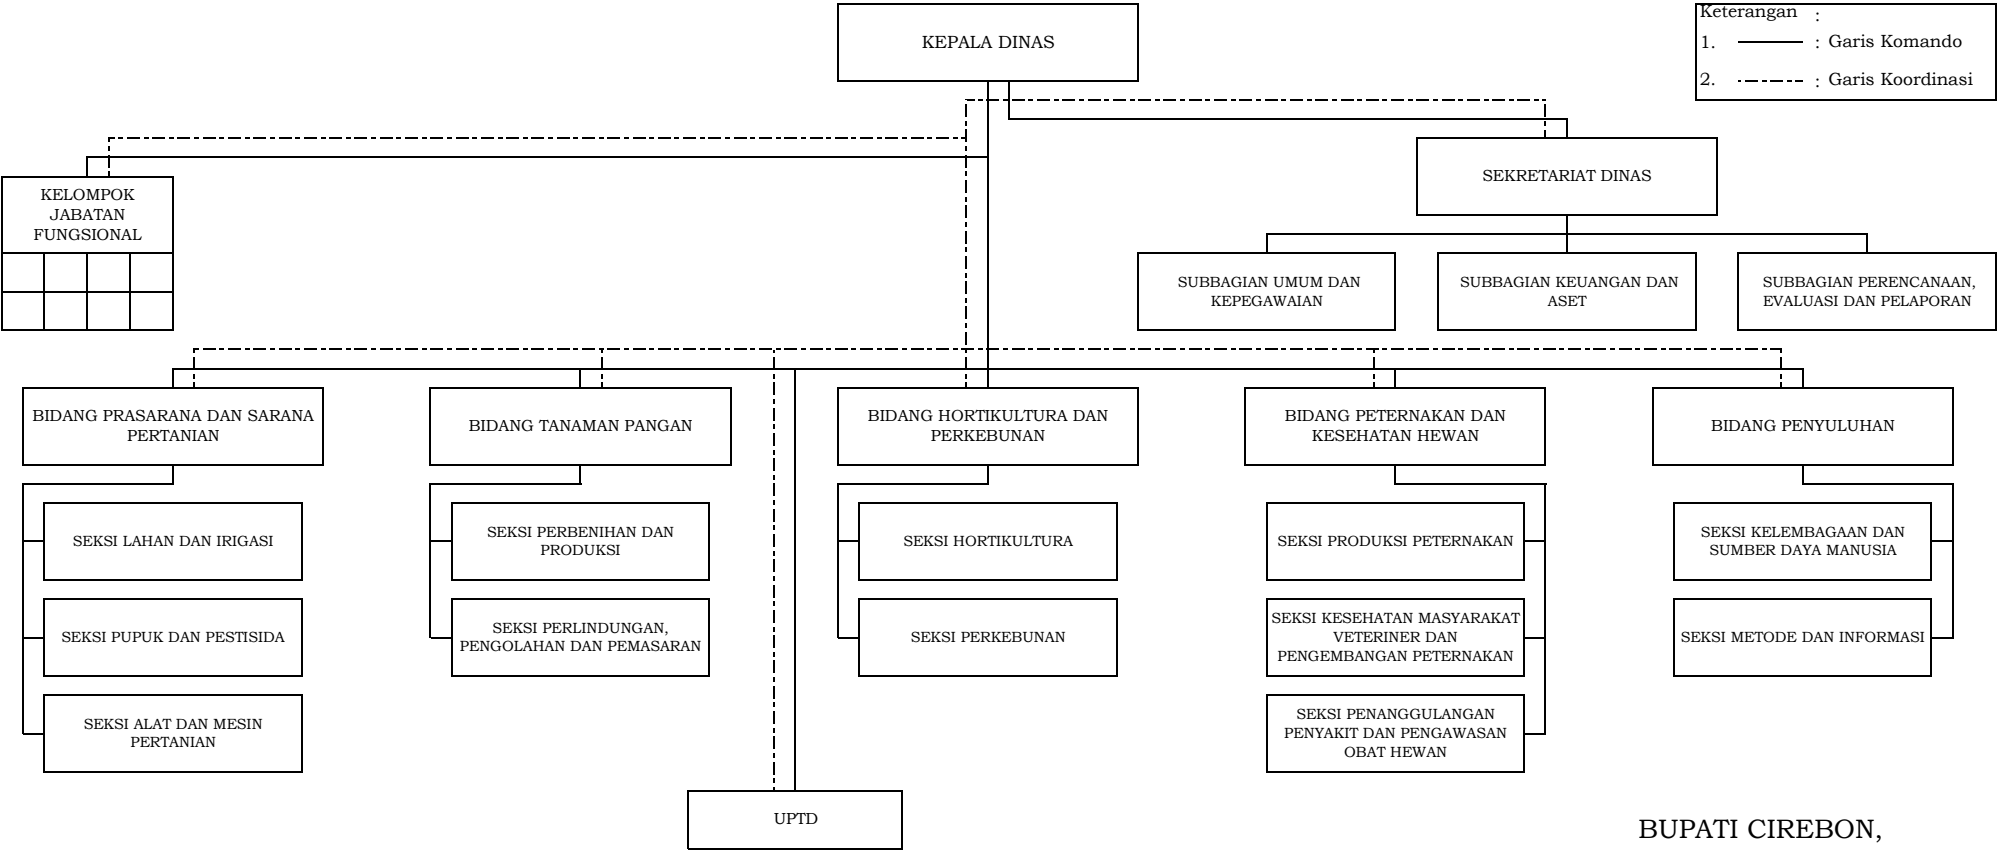 KEPALA DINAS
Keterangan :
1. : Garis Komando
2. : Garis Koordinasi
SEKRETARIAT DINAS
KELOMPOK
JABATAN
FUNGSIONAL
SUBBAGIAN UMUM DAN
KEPEGAWAIAN
SUBBAGIAN KEUANGAN DAN
ASET
SUBBAGIAN PERENCANAAN,
EVALUASI DAN PELAPORAN
BIDANG PRASARANA DAN SARANA
PERTANIAN
BIDANG TANAMAN PANGAN
BIDANG HORTIKULTURA DAN
PERKEBUNAN
BIDANG PETERNAKAN DAN
KESEHATAN HEWAN
BIDANG PENYULUHAN
SEKSI LAHAN DAN IRIGASI
SEKSI PERBENIHAN DAN
PRODUKSI
SEKSI HORTIKULTURA
SEKSI PRODUKSI PETERNAKAN
SEKSI KELEMBAGAAN DAN
SUMBER DAYA MANUSIA
SEKSI PUPUK DAN PESTISIDA
SEKSI PERLINDUNGAN,
PENGOLAHAN DAN PEMASARAN
SEKSI PERKEBUNAN
SEKSI KESEHATAN MASYARAKAT
VETERINER DAN
PENGEMBANGAN PETERNAKAN
SEKSI METODE DAN INFORMASI
SEKSI ALAT DAN MESIN
PERTANIAN
SEKSI PENANGGULANGAN
PENYAKIT DAN PENGAWASAN
OBAT HEWAN
UPTD
BUPATI CIREBON,